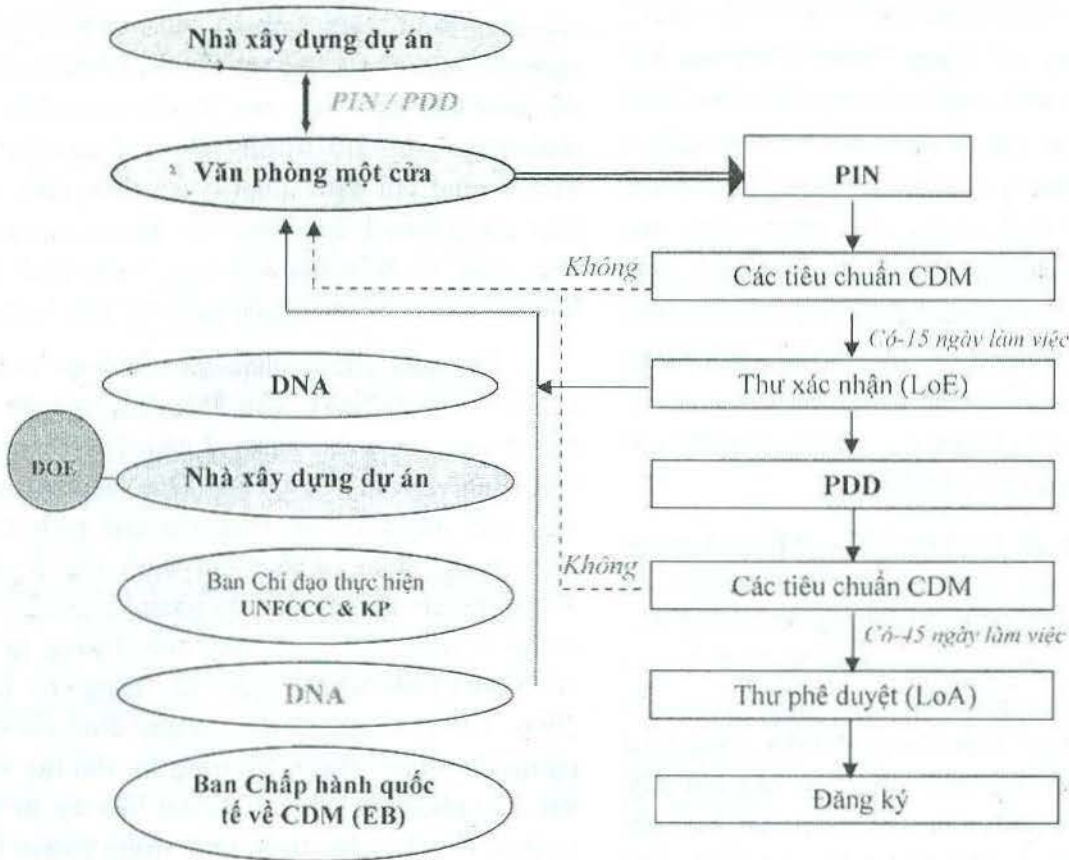 Nhà xây dựng dự án
PIN / PDD
Văn phòng một cửa
PIN
Không
Các tiêu chuẩn CDM
Có-15 ngày làm việc
DNA
Thư xác nhận (LoE)
DOE
Nhà xây dựng dự án
PDD
Ban Chỉ đạo thực hiện
UNFCCC & KP
Không
Các tiêu chuẩn CDM
Có-45 ngày làm việc
DNA
Thư phê duyệt (LoA)
Ban Chấp hành quốc
tế về CDM (EB)
Đăng ký